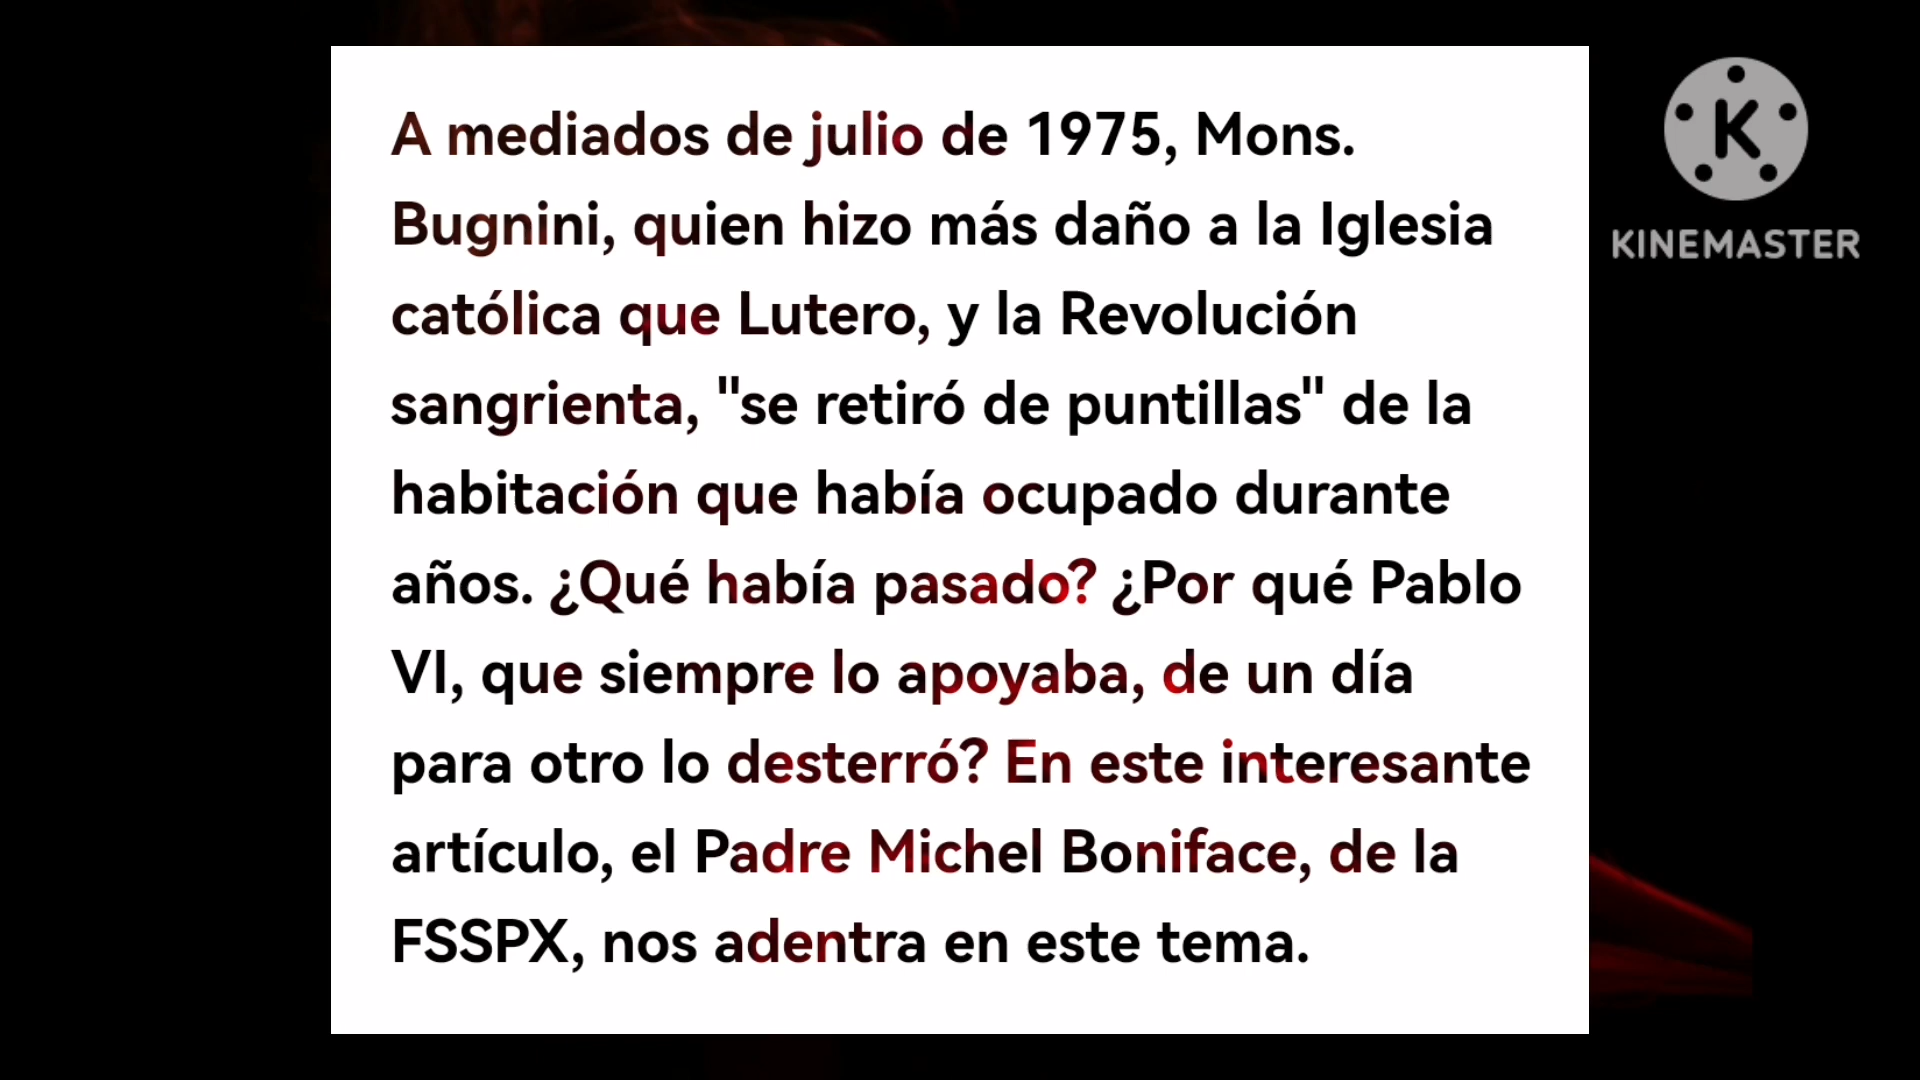 A mediados de julio de 1975, Mons.
Bugnini, quien hizo más daño a la Iglesia
católica que Lutero, y la Revolución
sangrienta, "se retiró de puntillas" de la
habitación que había ocupado durante
años. ¿Qué había pasado? ¿Por qué Pablo
VI, que siempre lo apoyaba, de un día
para otro lo desterró? En este interesante
artículo, el Padre Michel Boniface, de la
FSSPX, nos adentra en este tema.
K
KINEMASTER